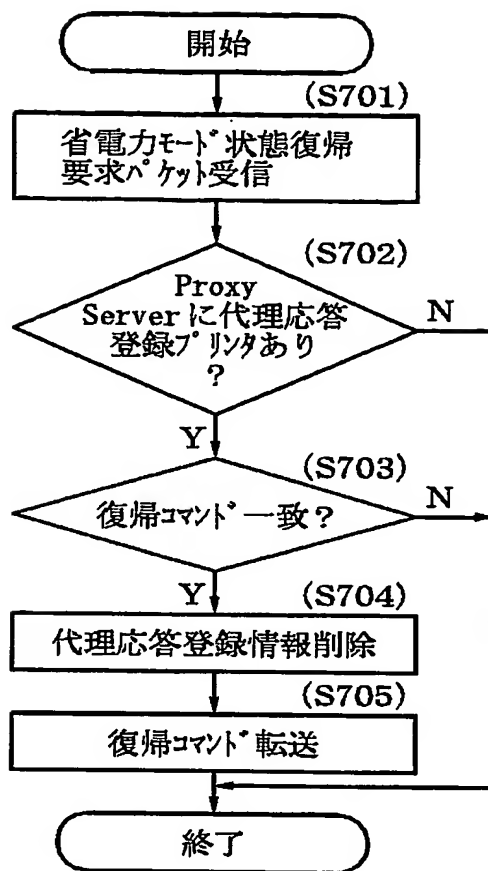 開始
(S701)
省電力ﾓｰﾄﾞ状態復帰
要求ﾊﾟｹｯﾄ受信
(S702)
Proxy
Serverに代理応答
登録ﾌﾟﾘﾝﾀあり
?
N
Y
(S703)
復帰ｺﾏﾝﾄﾞ一致?
N
Y
(S704)
代理応答登録情報削除
(S705)
復帰ｺﾏﾝﾄﾞ転送
終了